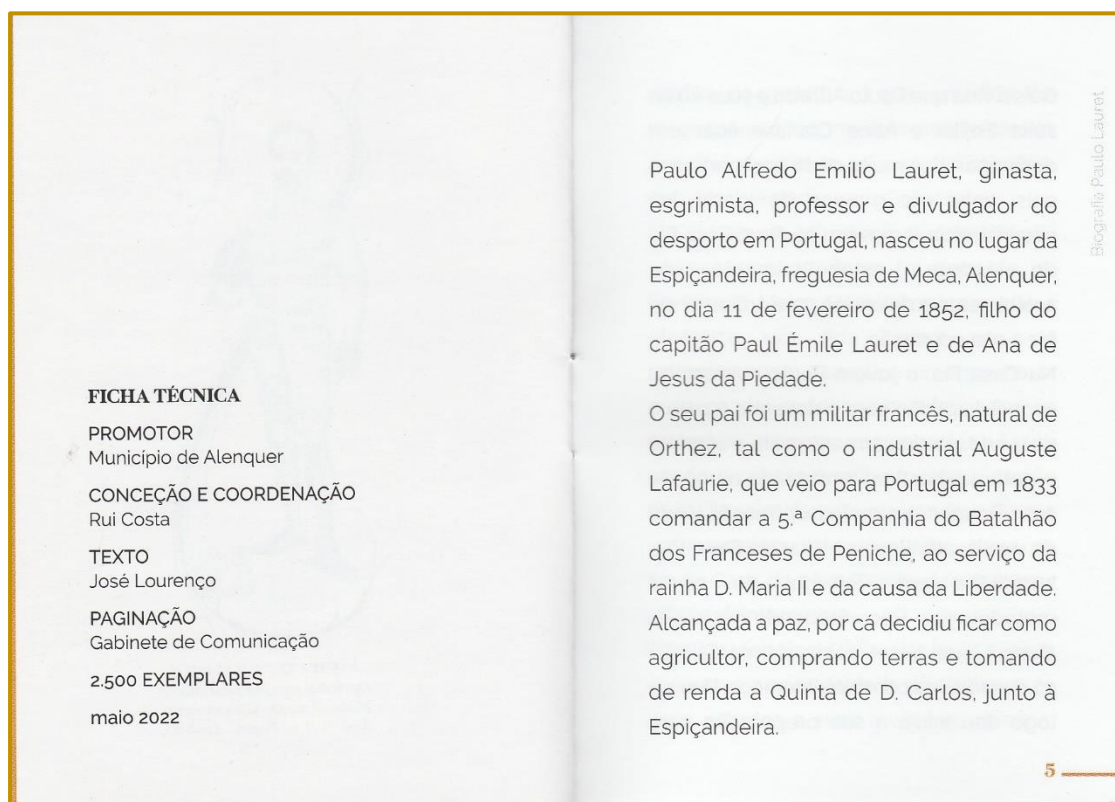 FICHA TÉCNICA
PROMOTOR
Município de Alenquer
CONCEÇÃO E COORDENAÇÃO
Rui Costa
TEXTO
José Lourenço
PAGINAÇÃO
Gabinete de Comunicação
2.500 EXEMPLARES
maio 2022
Paulo Alfredo Emílio Lauret, ginasta,
esgrimista, professor e divulgador do
desporto em Portugal, nasceu no lugar da
Espiçandeira, freguesia de Meca, Alenquer,
no dia 11 de fevereiro de 1852, filho do
capitão Paul Émile Lauret e de Ana de
Jesus da Piedade.
O seu pai foi um militar francês, natural de
Orthez, tal como o industrial Auguste
Lafaurie, que veio para Portugal em 1833
comandar a 5.ª Companhia do Batalhão
dos Franceses de Peniche, ao serviço da
rainha D. Maria II e da causa da Liberdade.
Alcançada a paz, por cá decidiu ficar como
agricultor, comprando terras e tomando
de renda a Quinta de D. Carlos, junto à
Espiçandeira.
Biografia Paulo Lauret
5